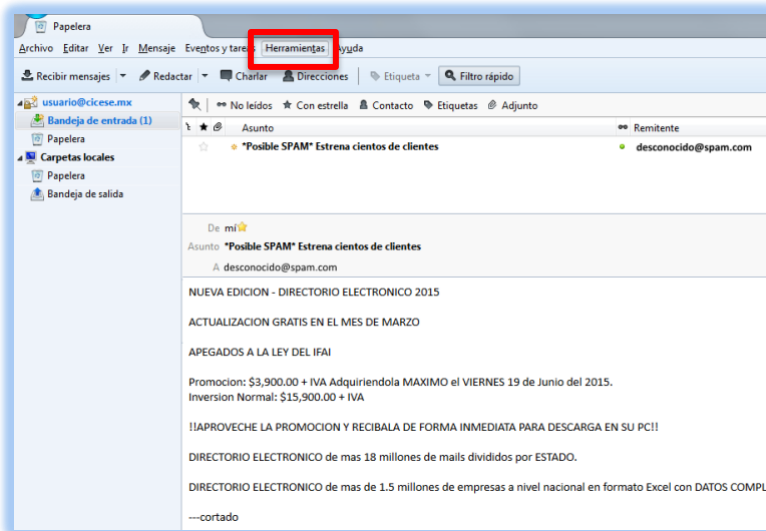 Papelera
Archivo Editar Ver Ir Mensaje Eventos y tareas Herramientas Ayuda
Recibir mensajes Redactar Charlar Direcciones Etiqueta Filtro rápido
usuario@cicese.mx
Bandeja de entrada (1)
Papelera
Carpetas locales
Papelera
Bandeja de salida
No leídos Con estrella Contacto Etiquetas Adjunto
Asunto Remitente
*Posible SPAM* Estrena cientos de clientes desconocido@spam.com
De mí
Asunto *Posible SPAM* Estrena cientos de clientes
A desconocido@spam.com
NUEVA EDICION - DIRECTORIO ELECTRONICO 2015
ACTUALIZACION GRATIS EN EL MES DE MARZO
APEGADOS A LA LEY DEL IFAI
Promocion: $3,900.00 + IVA Adquiriendola MAXIMO el VIERNES 19 de Junio del 2015.
Inversion Normal: $15,900.00 + IVA
!!APROVECHE LA PROMOCION Y RECIBALA DE FORMA INMEDIATA PARA DESCARGA EN SU PC!!
DIRECTORIO ELECTRONICO de mas 18 millones de mails divididos por ESTADO.
DIRECTORIO ELECTRONICO de mas de 1.5 millones de empresas a nivel nacional en formato Excel con DATOS COMPL
---cortado